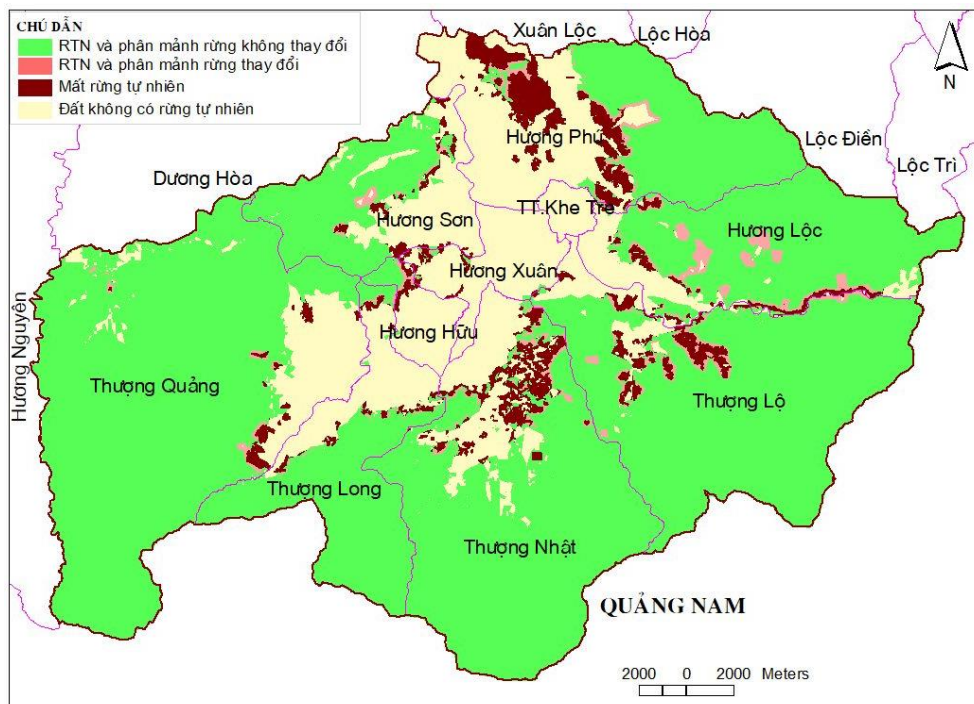 CHÚ DẪN
RTN và phân mảnh rừng không thay đổi
RTN và phân mảnh rừng thay đổi
Mất rừng tự nhiên
Đất không có rừng tự nhiên
Xuân Lộc
Lộc Hòa
N
Hương Phú
Lộc Điền
Lộc Trì
Dương Hòa
TT.Khe Tre
Hương Sơn
Hương Lộc
Hương Xuân
Hương Nguyên
Hương Hữu
Thượng Quảng
Thượng Lộ
Thượng Long
Thượng Nhật
QUẢNG NAM
2000 0 2000 Meters